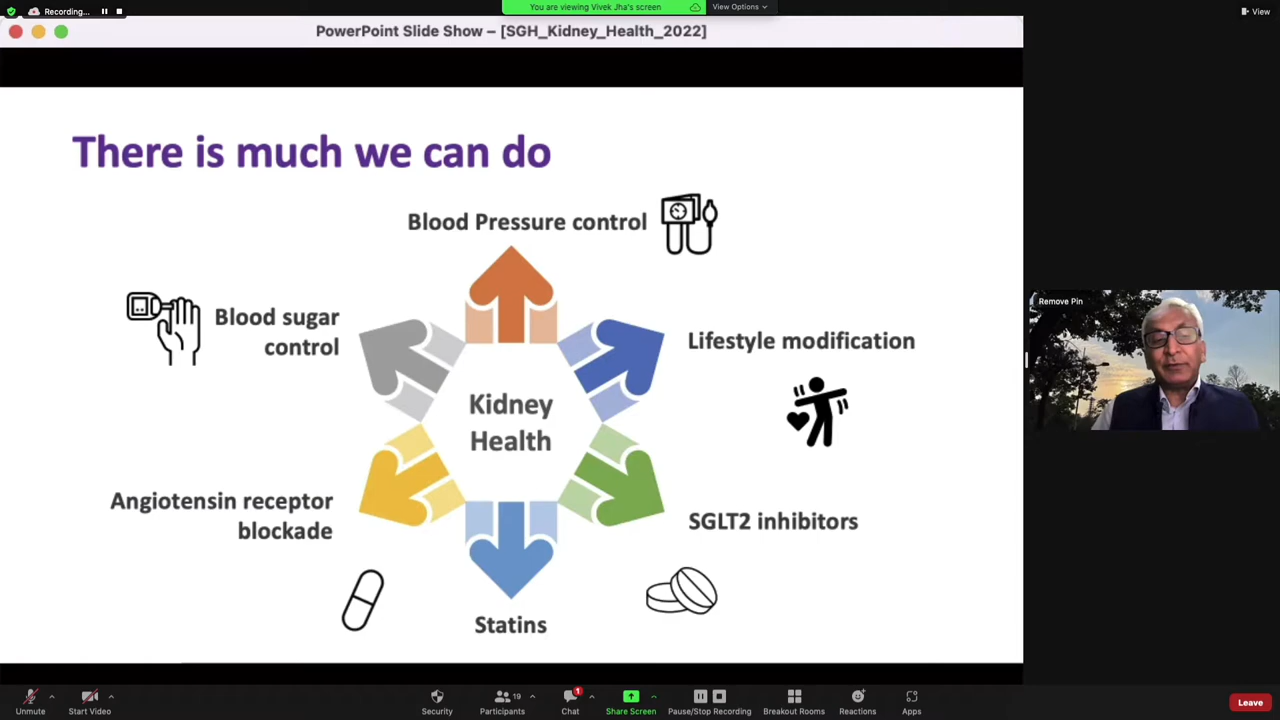 Recording...
You are viewing Vivek Jha's screen
View Options
View
PowerPoint Slide Show – [SGH_Kidney_Health_2022]
There is much we can do
Blood Pressure control
Blood sugar
control
Lifestyle modification
Kidney
Health
Angiotensin receptor
blockade
SGLT2 inhibitors
Statins
Remove Pin
Unmute
Start Video
Security
Participants
19
Chat
1
Share Screen
Pause/Stop Recording
Breakout Rooms
Reactions
Apps
Leave